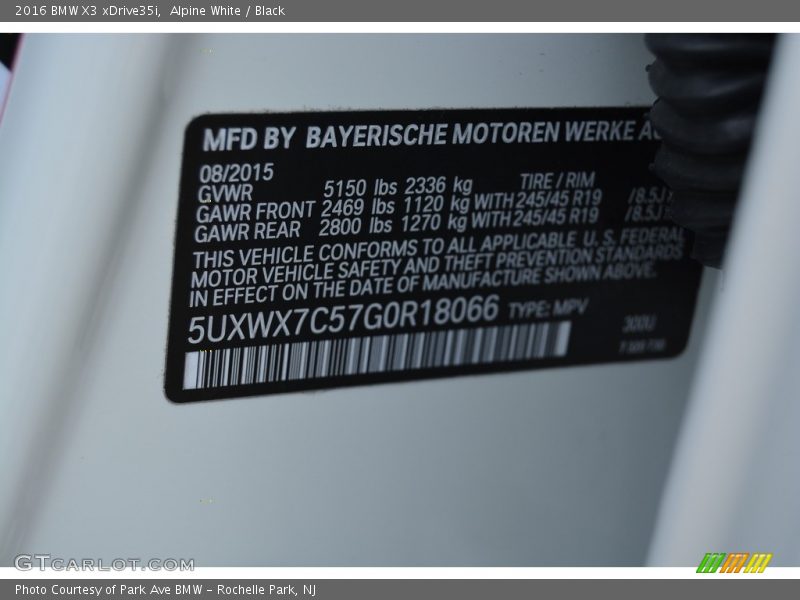 2016 BMW X3 xDrive35i, Alpine White / Black
MFD BY BAYERISCHE MOTOREN WERKE
08/2015
GVWR 5150 lbs 2336 kg TIRE / RIM
GAWR FRONT 2469 lbs 1120 kg WITH 245/45 R19 /8.5J
GAWR REAR 2800 lbs 1270 kg WITH 245/45 R19 /8.5J
THIS VEHICLE CONFORMS TO ALL APPLICABLE U.S. FEDERAL
MOTOR VEHICLE SAFETY AND THEFT PREVENTION STANDARDS
IN EFFECT ON THE DATE OF MANUFACTURE SHOWN ABOVE.
5UXWX7C57G0R18066 TYPE: MPV
300U
GTCARLOT.COM
Photo Courtesy of Park Ave BMW - Rochelle Park, NJ